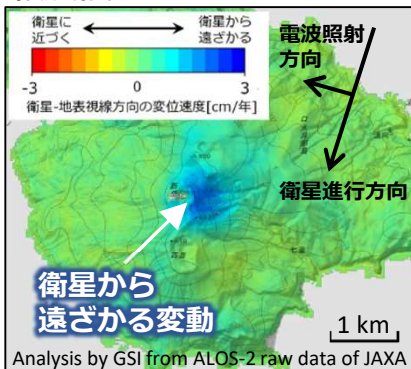 衛星に 衛星から
近づく 遠ざかる
-3 0 3
衛星-地表視線方向の変位速度[cm/年]
電波照射
方向
衛星進行方向
衛星から
遠ざかる変動
1 km
Analysis by GSI from ALOS-2 raw data of JAXA